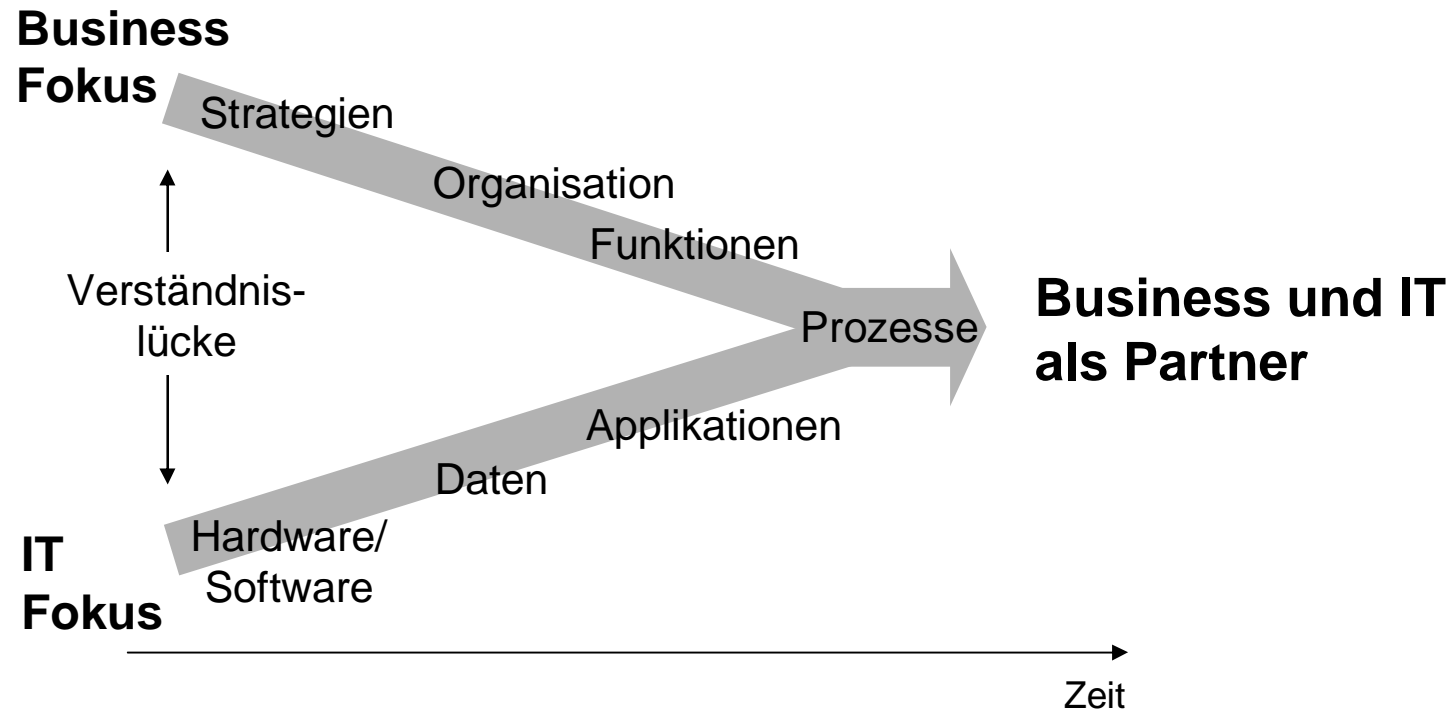 Business
Fokus
Strategien
Organisation
Funktionen
Verständnis-
lücke
Prozesse
Business und IT
als Partner
Applikationen
Daten
Hardware/
Software
IT
Fokus
Zeit